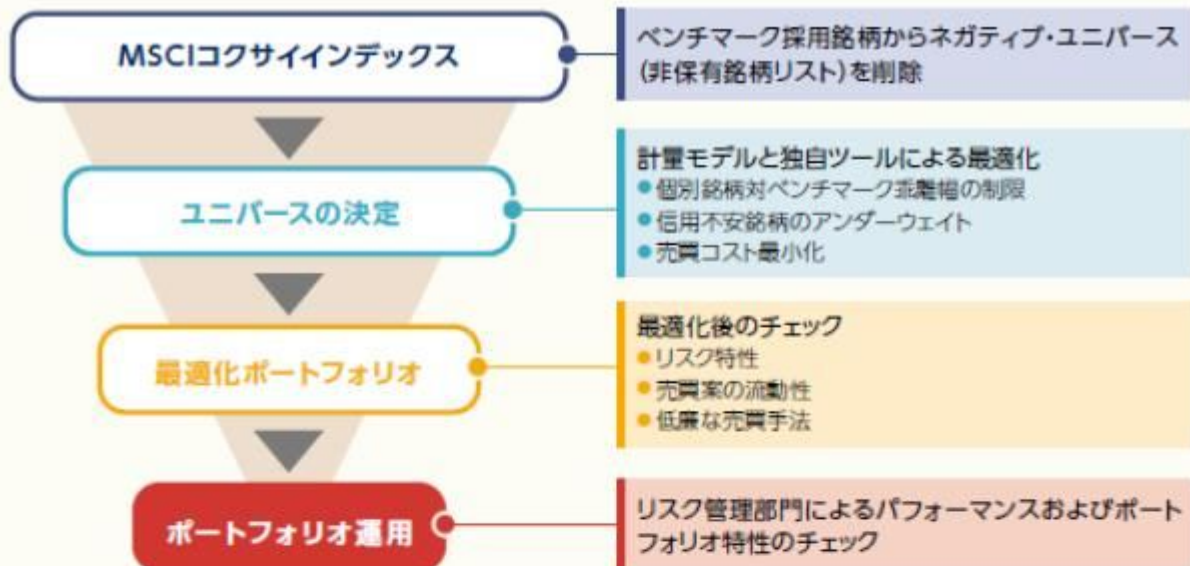 MSCIコクサイインデックス
ベンチマーク採用銘柄からネガティブ・ユニバース
(非保有銘柄リスト)を削除
ユニバースの決定
計量モデルと独自ツールによる最適化
●個別銘柄対ベンチマーク乖離幅の制限
●信用不安銘柄のアンダーウェイト
●売買コスト最小化
最適化ポートフォリオ
最適化後のチェック
●リスク特性
●売買案の流動性
●低廉な売買手法
ポートフォリオ運用
リスク管理部門によるパフォーマンスおよびポート
フォリオ特性のチェック